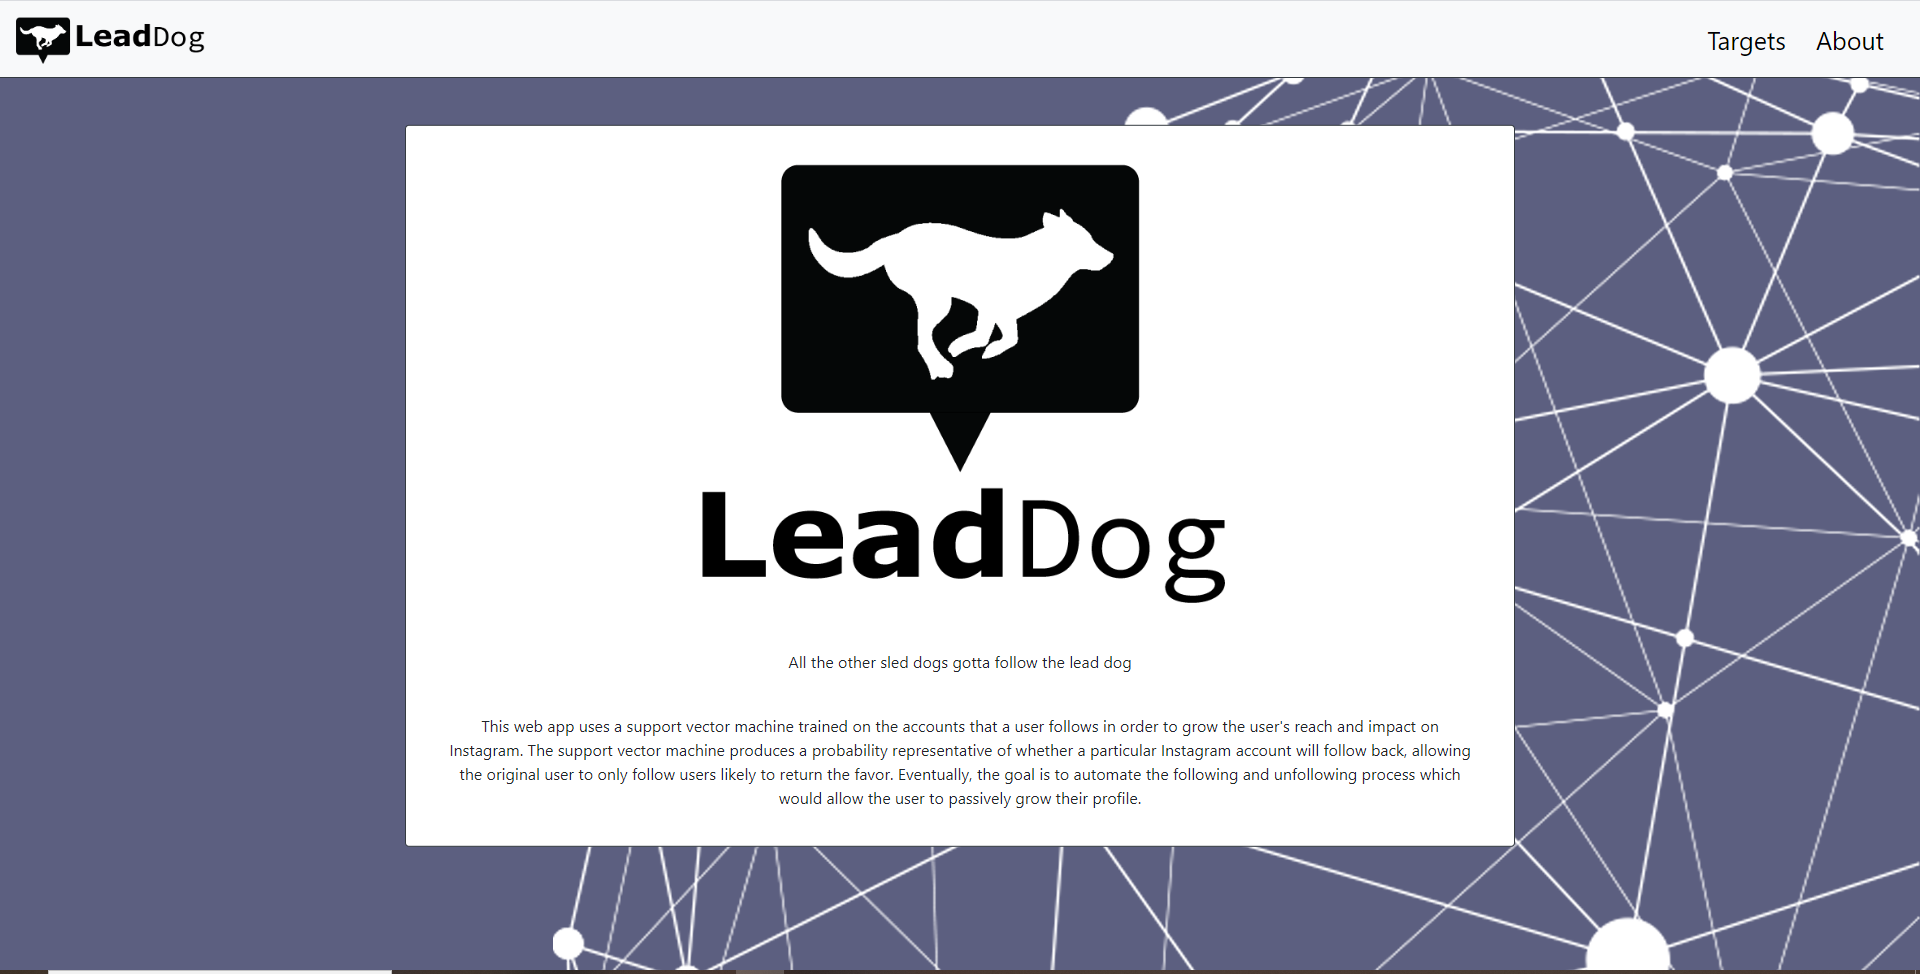 LeadDog
Targets About
LeadDog
All the other sled dogs gotta follow the lead dog
This web app uses a support vector machine trained on the accounts that a user follows in order to grow the user's reach and impact on
Instagram. The support vector machine produces a probability representative of whether a particular Instagram account will follow back, allowing
the original user to only follow users likely to return the favor. Eventually, the goal is to automate the following and unfollowing process which
would allow the user to passively grow their profile.